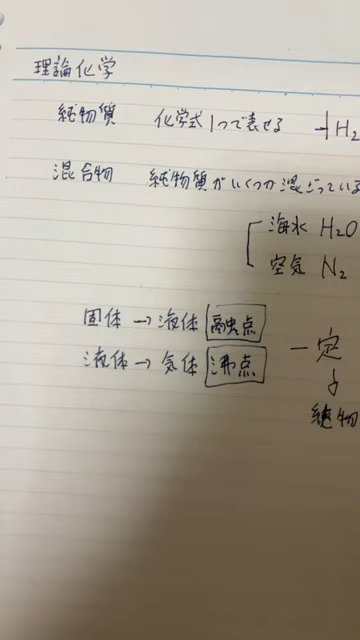 理論化学
純物質 化学式1つで表せる H2
混合物 純物質がいくつか混ざっている
海水 H2O
空気 N2
固体→液体 融点
液体→気体 沸点
一定
↓
純物